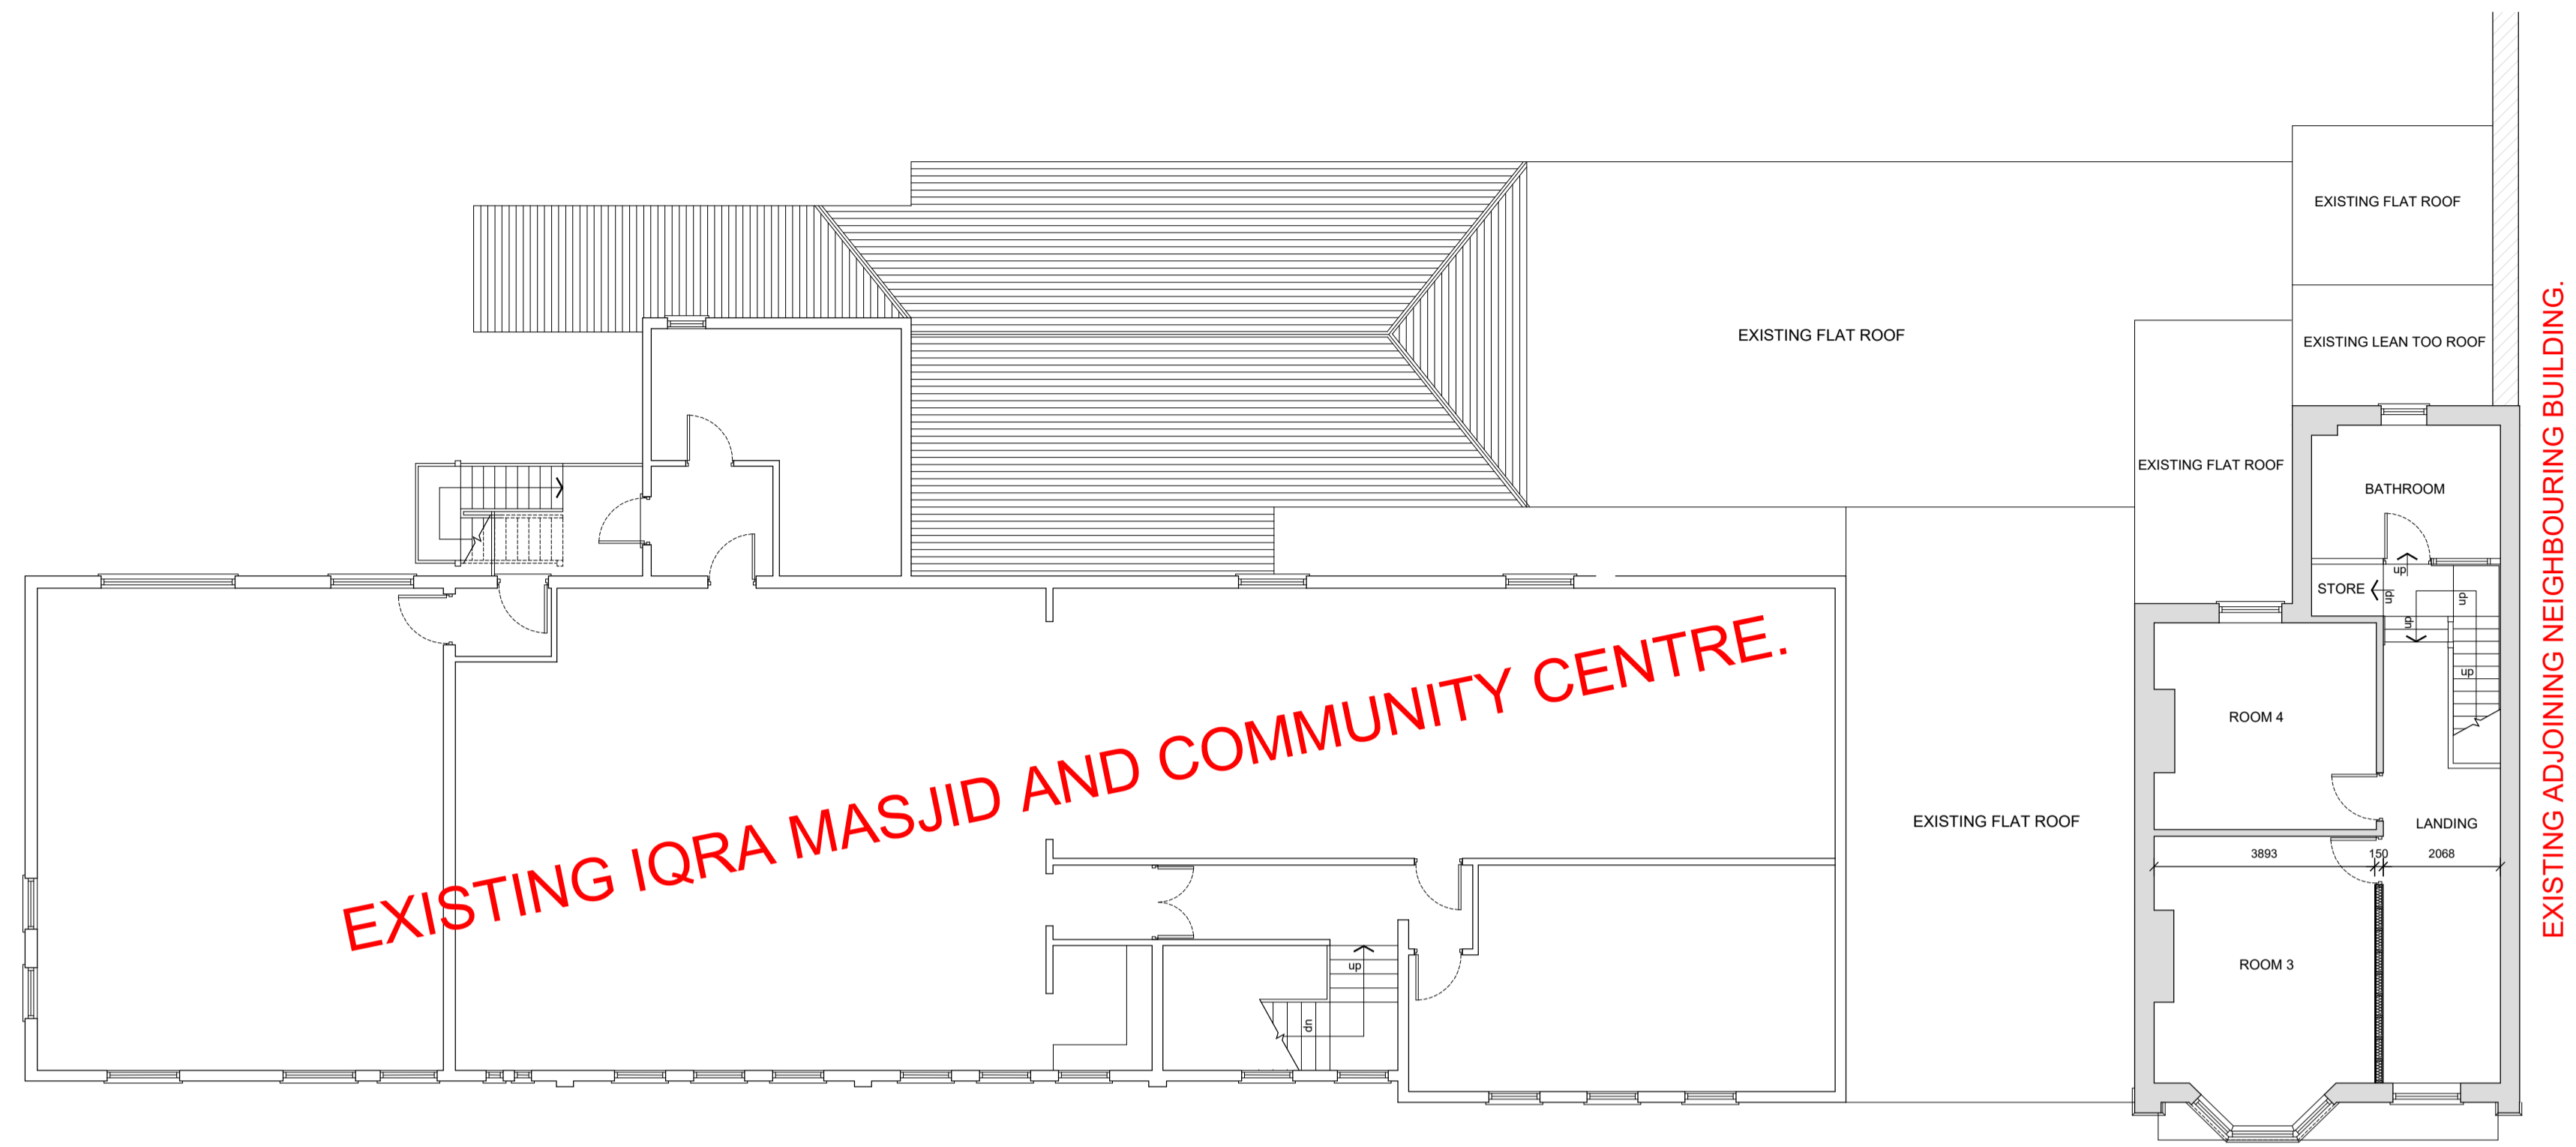 EXISTING FLAT ROOF
EXISTING FLAT ROOF
EXISTING LEAN TOO ROOF
EXISTING FLAT ROOF
BATHROOM
up
STORE
dn
dn
dn
up
ROOM 4
EXISTING IQRA MASJID AND COMMUNITY CENTRE.
EXISTING FLAT ROOF
LANDING
3893
150
2068
ROOM 3
up
dn
EXISTING ADJOINING NEIGHBOURING BUILDING.